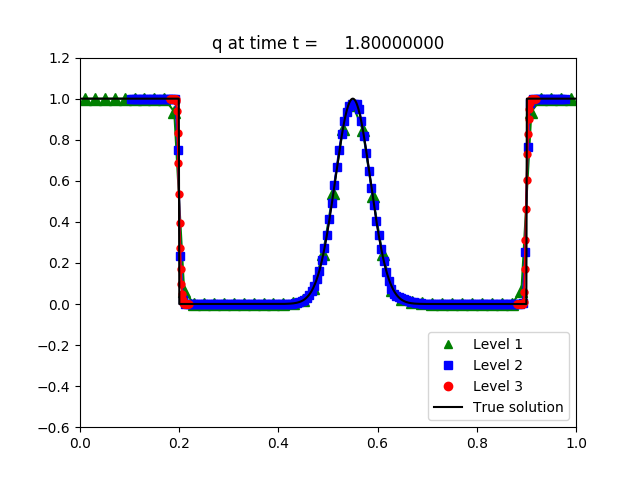 q at time t = 1.80000000
1.2
1.0
0.8
0.6
0.4
0.2
0.0
−0.2
−0.4
−0.6
0.0 0.2 0.4 0.6 0.8 1.0
Level 1
Level 2
Level 3
True solution